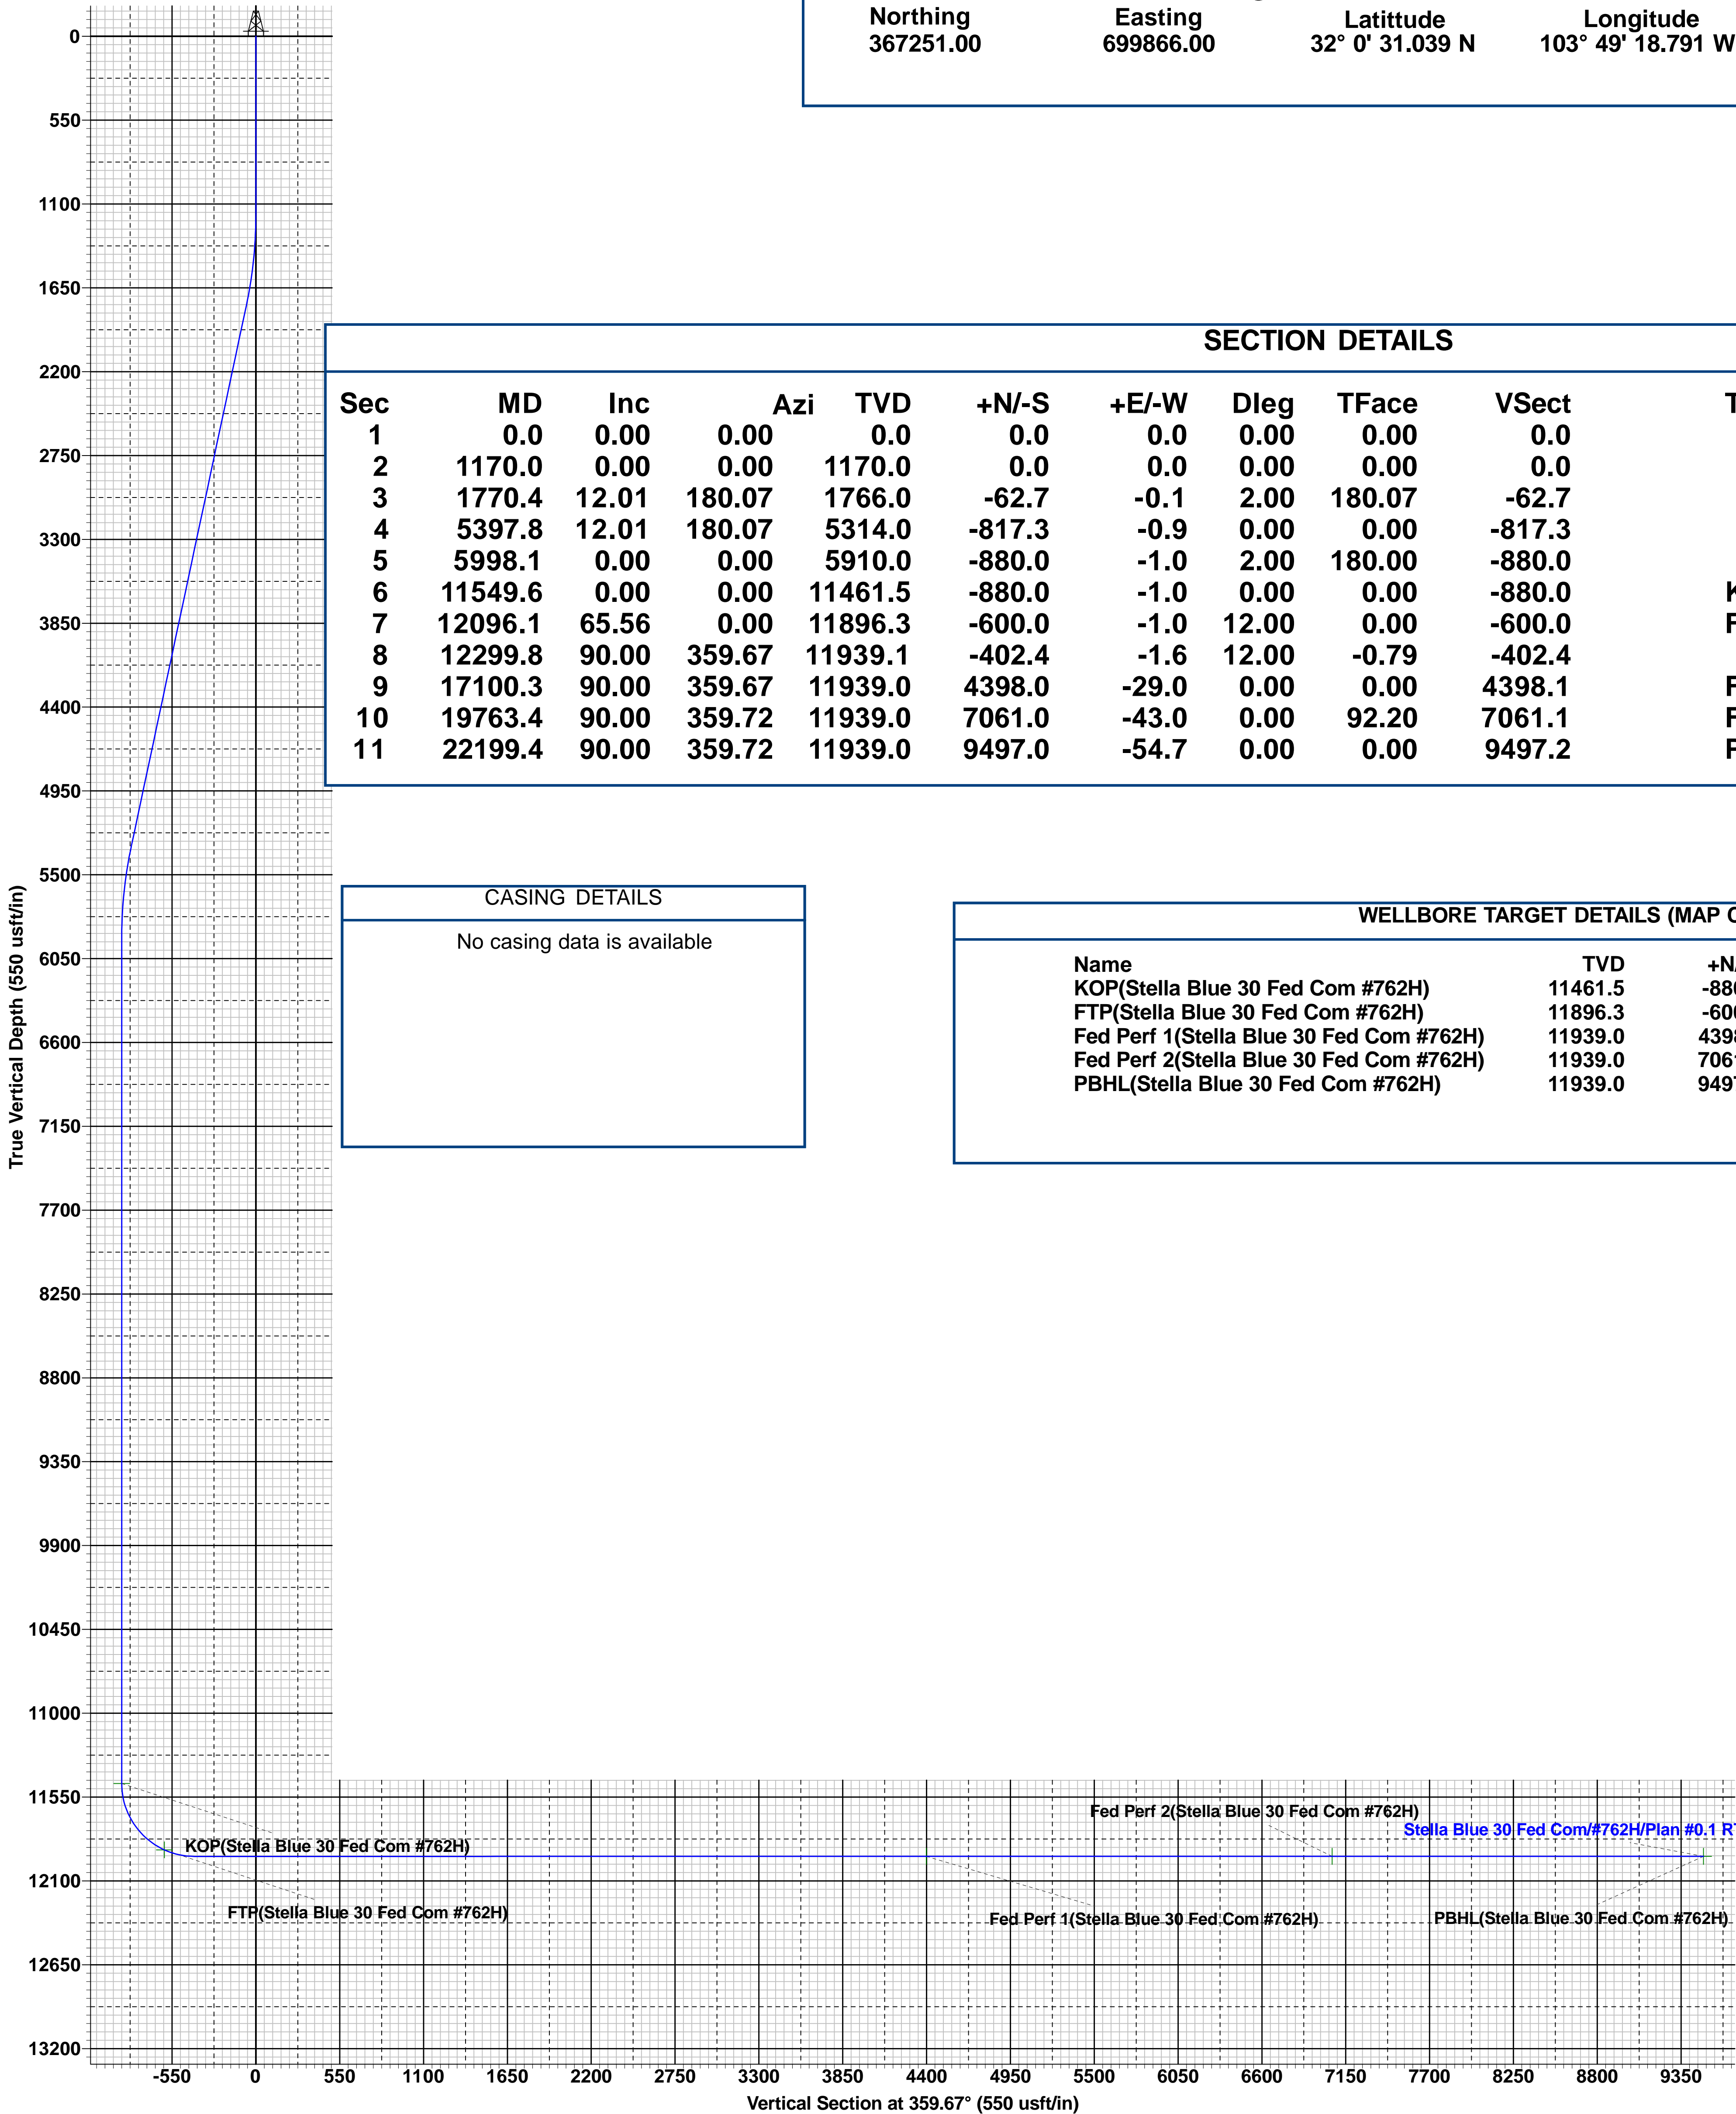 Northing Easting Latittude Longitude
367251.00 699866.00 32° 0' 31.039 N 103° 49' 18.791 W
SECTION DETAILS
Sec MD Inc Azi TVD +N/-S +E/-W Dleg TFace VSect
1 0.0 0.00 0.00 0.0 0.0 0.0 0.00 0.00 0.0
2 1170.0 0.00 0.00 1170.0 0.0 0.0 0.00 0.00 0.0
3 1770.4 12.01 180.07 1766.0 -62.7 -0.1 2.00 180.07 -62.7
4 5397.8 12.01 180.07 5314.0 -817.3 -0.9 0.00 0.00 -817.3
5 5998.1 0.00 0.00 5910.0 -880.0 -1.0 2.00 180.00 -880.0
6 11549.6 0.00 0.00 11461.5 -880.0 -1.0 0.00 0.00 -880.0
7 12096.1 65.56 0.00 11896.3 -600.0 -1.0 12.00 0.00 -600.0
8 12299.8 90.00 359.67 11939.1 -402.4 -1.6 12.00 -0.79 -402.4
9 17100.3 90.00 359.67 11939.0 4398.0 -29.0 0.00 0.00 4398.1
10 19763.4 90.00 359.72 11939.0 7061.0 -43.0 0.00 92.20 7061.1
11 22199.4 90.00 359.72 11939.0 9497.0 -54.7 0.00 0.00 9497.2
CASING DETAILS
No casing data is available
WELLBORE TARGET DETAILS (MAP
Name TVD
KOP(Stella Blue 30 Fed Com #762H) 11461.5
FTP(Stella Blue 30 Fed Com #762H) 11896.3
Fed Perf 1(Stella Blue 30 Fed Com #762H) 11939.0
Fed Perf 2(Stella Blue 30 Fed Com #762H) 11939.0
PBHL(Stella Blue 30 Fed Com #762H) 11939.0
True Vertical Depth (550 usft/in)
0
550
1100
1650
2200
2750
3300
3850
4400
4950
5500
6050
6600
7150
7700
8250
8800
9350
9900
10450
11000
11550
12100
12650
13200
Fed Perf 2(Stella Blue 30 Fed Com #762H)
Stella Blue 30 Fed Com/#762H/Plan #0.1
KOP(Stella Blue 30 Fed Com #762H)
FTP(Stella Blue 30 Fed Com #762H)
Fed Perf 1(Stella Blue 30 Fed Com #762H)
PBHL(Stella Blue 30 Fed Com #762H)
-550 0 550 1100 1650 2200 2750 3300 3850 4400 4950 5500 6050 6600 7150 7700 8250 8800 9350
Vertical Section at 359.67° (550 usft/in)